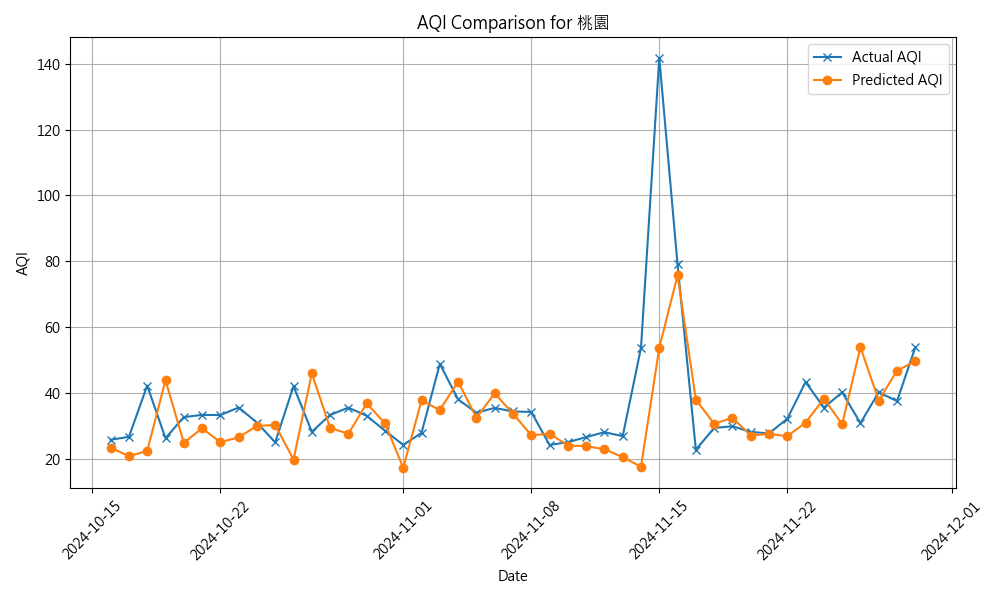 AQI Comparison for 桃園
Actual AQI
Predicted AQI
AQI
140
120
100
80
60
40
20
2024-10-15
2024-10-22
2024-11-01
2024-11-08
2024-11-15
2024-11-22
2024-12-01
Date